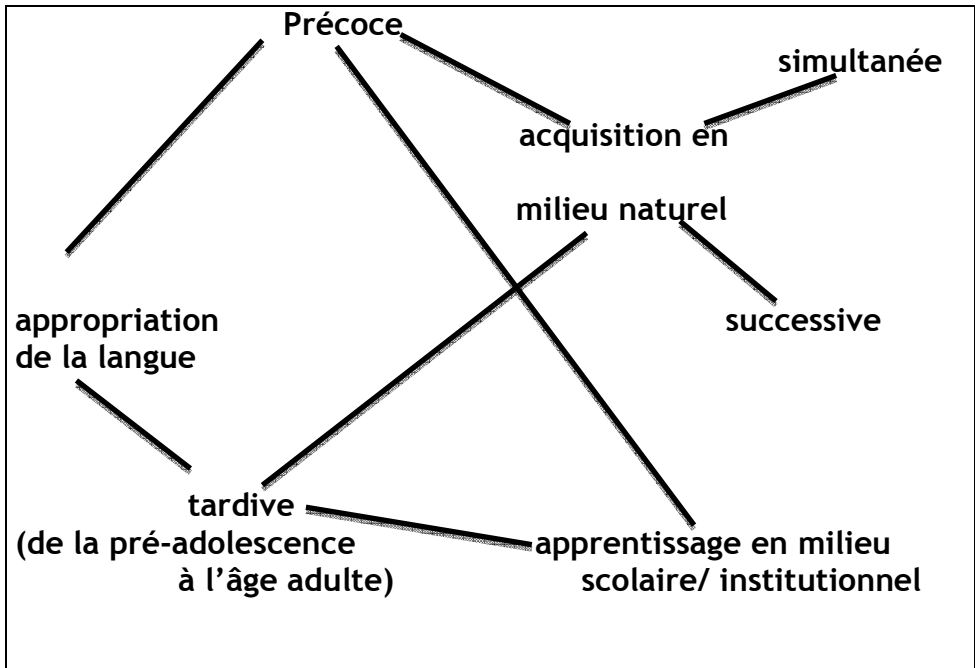 Précoce
simultanée
acquisition en
milieu naturel
appropriation
de la langue
successive
tardive
(de la pré-adolescence
à l’âge adulte)
apprentissage en milieu
scolaire/ institutionnel